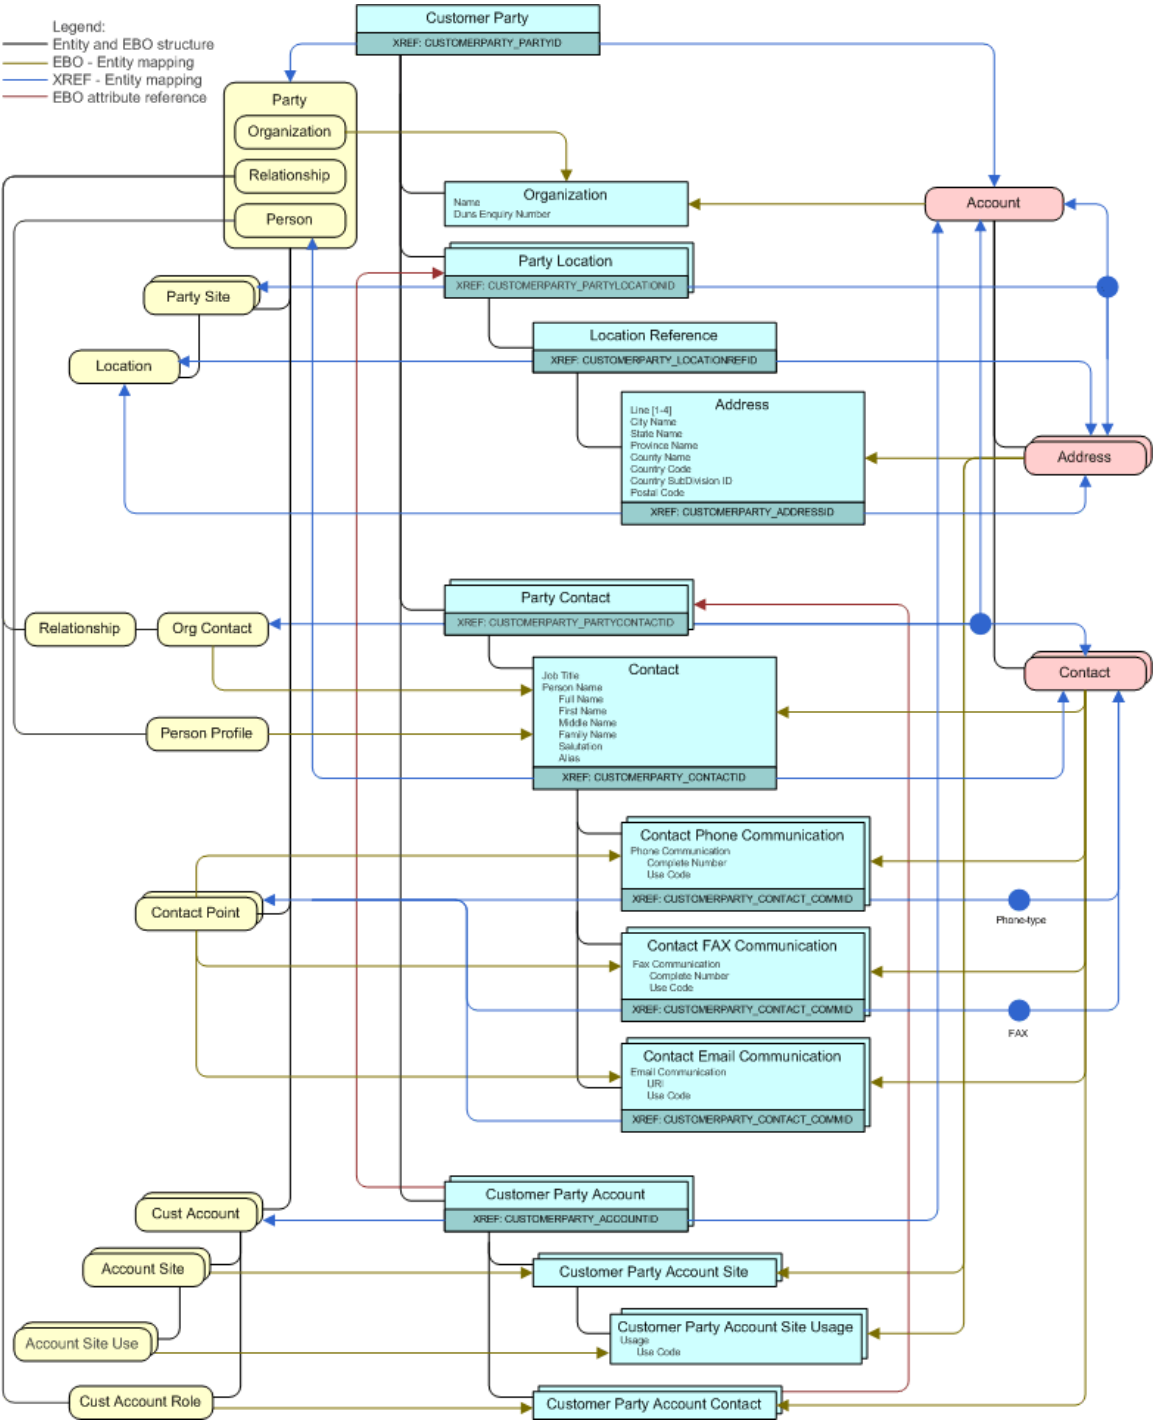 Legend:
Entity and EBO structure
EBO - Entity mapping
XREF - Entity mapping
EBO attribute reference
Customer Party
XREF: CUSTOMERPARTY_PARTYID
Party
Organization
Relationship
Person
Organization
Name
Duns Enquiry Number
Account
Party Location
XREF: CUSTOMERPARTY_PARTYLOCATIONID
Party Site
Location Reference
XREF: CUSTOMERPARTY_LOCATIONREFID
Location
Address
Line [1-4]
City Name
State Name
Province Name
County Name
Country Code
Country SubDivision ID
Postal Code
XREF: CUSTOMERPARTY_ADDRESSID
Address
Party Contact
XREF: CUSTOMERPARTY_PARTYCONTACTID
Relationship
Org Contact
Contact
Job Title
Person Name
Full Name
First Name
Middle Name
Family Name
Salutation
Alias
XREF: CUSTOMERPARTY_CONTACTID
Contact
Person Profile
Contact Phone Communication
Phone Communication
Complete Number
Use Code
XREF: CUSTOMERPARTY_CONTACT_COMMID
Phone-type
Contact Point
Contact FAX Communication
Fax Communication
Complete Number
Use Code
XREF: CUSTOMERPARTY_CONTACT_COMMID
FAX
Contact Email Communication
Email Communication
URI
Use Code
XREF: CUSTOMERPARTY_CONTACT_COMMID
Customer Party Account
XREF: CUSTOMERPARTY_ACCOUNTID
Cust Account
Account Site
Customer Party Account Site
Account Site Use
Customer Party Account Site Usage
Usage
Use Code
Cust Account Role
Customer Party Account Contact